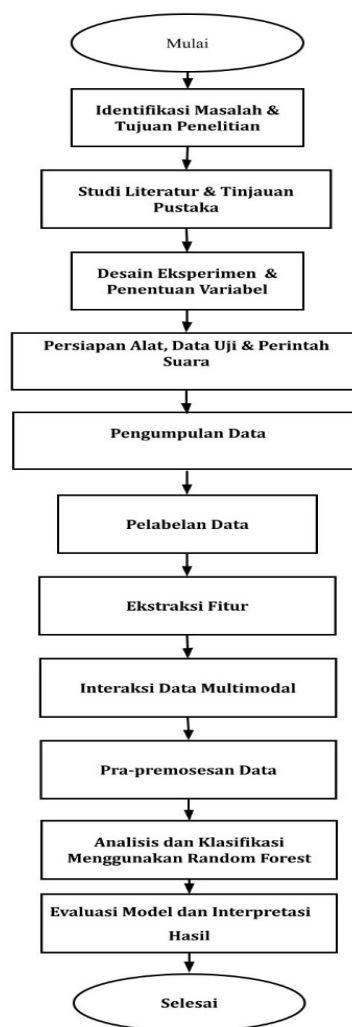 Mulai
Identifikasi Masalah &
Tujuan Penelitian
Studi Literatur & Tinjauan
Pustaka
Desain Eksperimen &
Penentuan Variabel
Persiapan Alat, Data Uji & Perintah
Suara
Pengumpulan Data
Pelabelan Data
Ekstraksi Fitur
Interaksi Data Multimodal
Pra-premosesan Data
Analisis dan Klasifikasi
Menggunakan Random Forest
Evaluasi Model dan Interpretasi
Hasil
Selesai